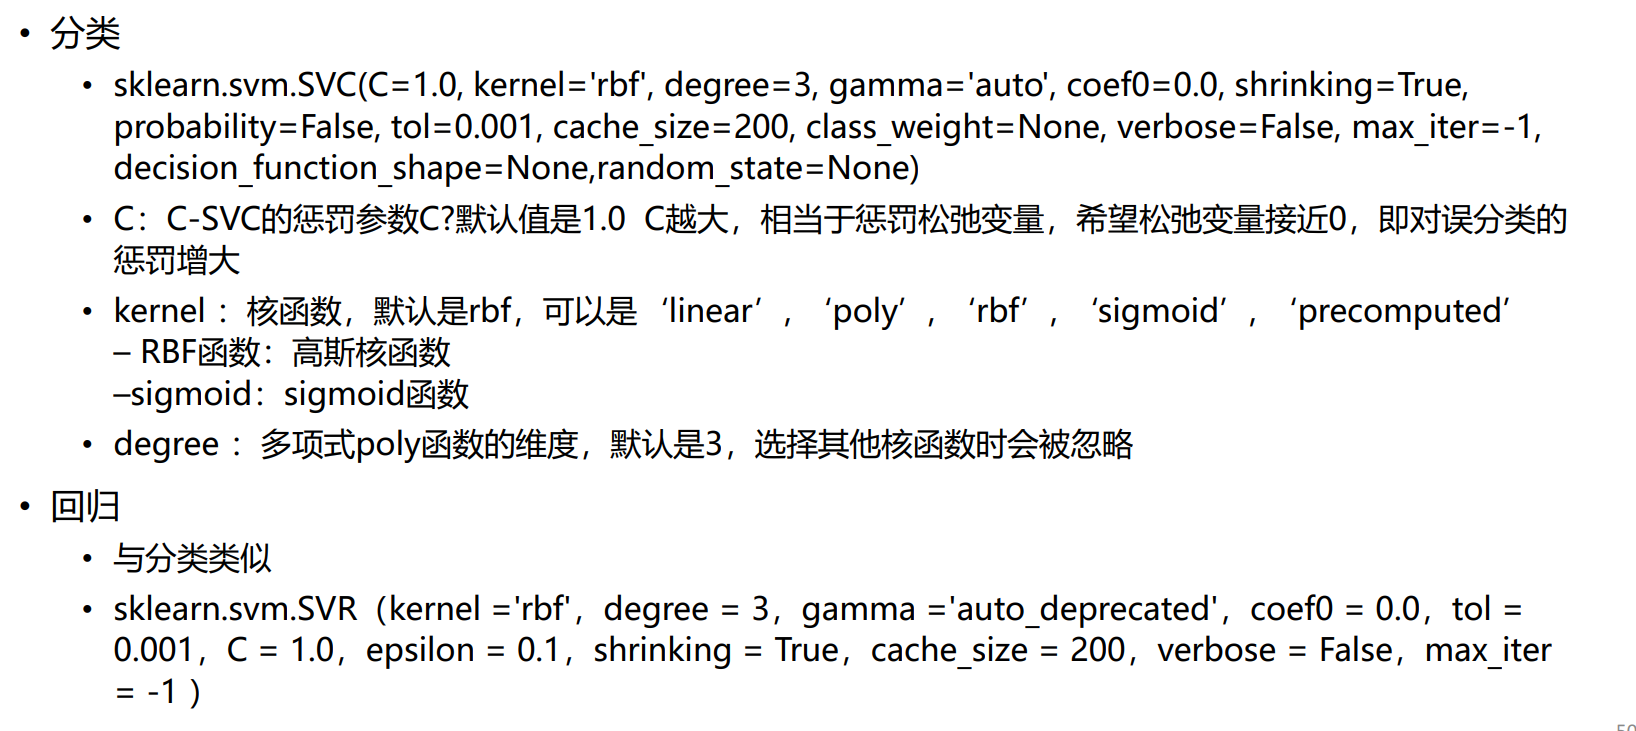 • 分类
• sklearn.svm.SVC(C=1.0, kernel='rbf', degree=3, gamma='auto', coef0=0.0, shrinking=True,
probability=False, tol=0.001, cache_size=200, class_weight=None, verbose=False, max_iter=-1,
decision_function_shape=None,random_state=None)
• C：C-SVC的惩罚参数C?默认值是1.0  C越大，相当于惩罚松弛变量，希望松弛变量接近0，即对误分类的
惩罚增大
• kernel ：核函数，默认是rbf，可以是‘linear’，‘poly’，‘rbf’，‘sigmoid’，‘precomputed’
– RBF函数：高斯核函数
–sigmoid：sigmoid函数
• degree ：多项式poly函数的维度，默认是3，选择其他核函数时会被忽略
• 回归
• 与分类类似
• sklearn.svm.SVR（kernel ='rbf'，degree = 3，gamma ='auto_deprecated'，coef0 = 0.0，tol =
0.001，C = 1.0，epsilon = 0.1，shrinking = True，cache_size = 200，verbose = False，max_iter
= -1 ）